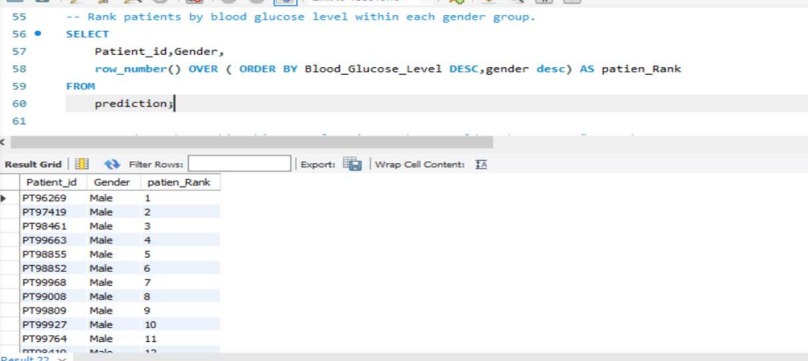 55 -- Rank patients by blood glucose level within each gender group.
56 SELECT
57 Patient_id,Gender,
58 row_number() OVER ( ORDER BY Blood_Glucose_Level DESC,gender desc) AS patien_Rank
59 FROM
60 prediction;
61
Result Grid Filter Rows: Export: Wrap Cell Content:
Patient_id Gender patien_Rank
PT96269 Male 1
PT97419 Male 2
PT98461 Male 3
PT99663 Male 4
PT98855 Male 5
PT98852 Male 6
PT99968 Male 7
PT99008 Male 8
PT99809 Male 9
PT99927 Male 10
PT99764 Male 11
PT98410 Male 12
Result 22